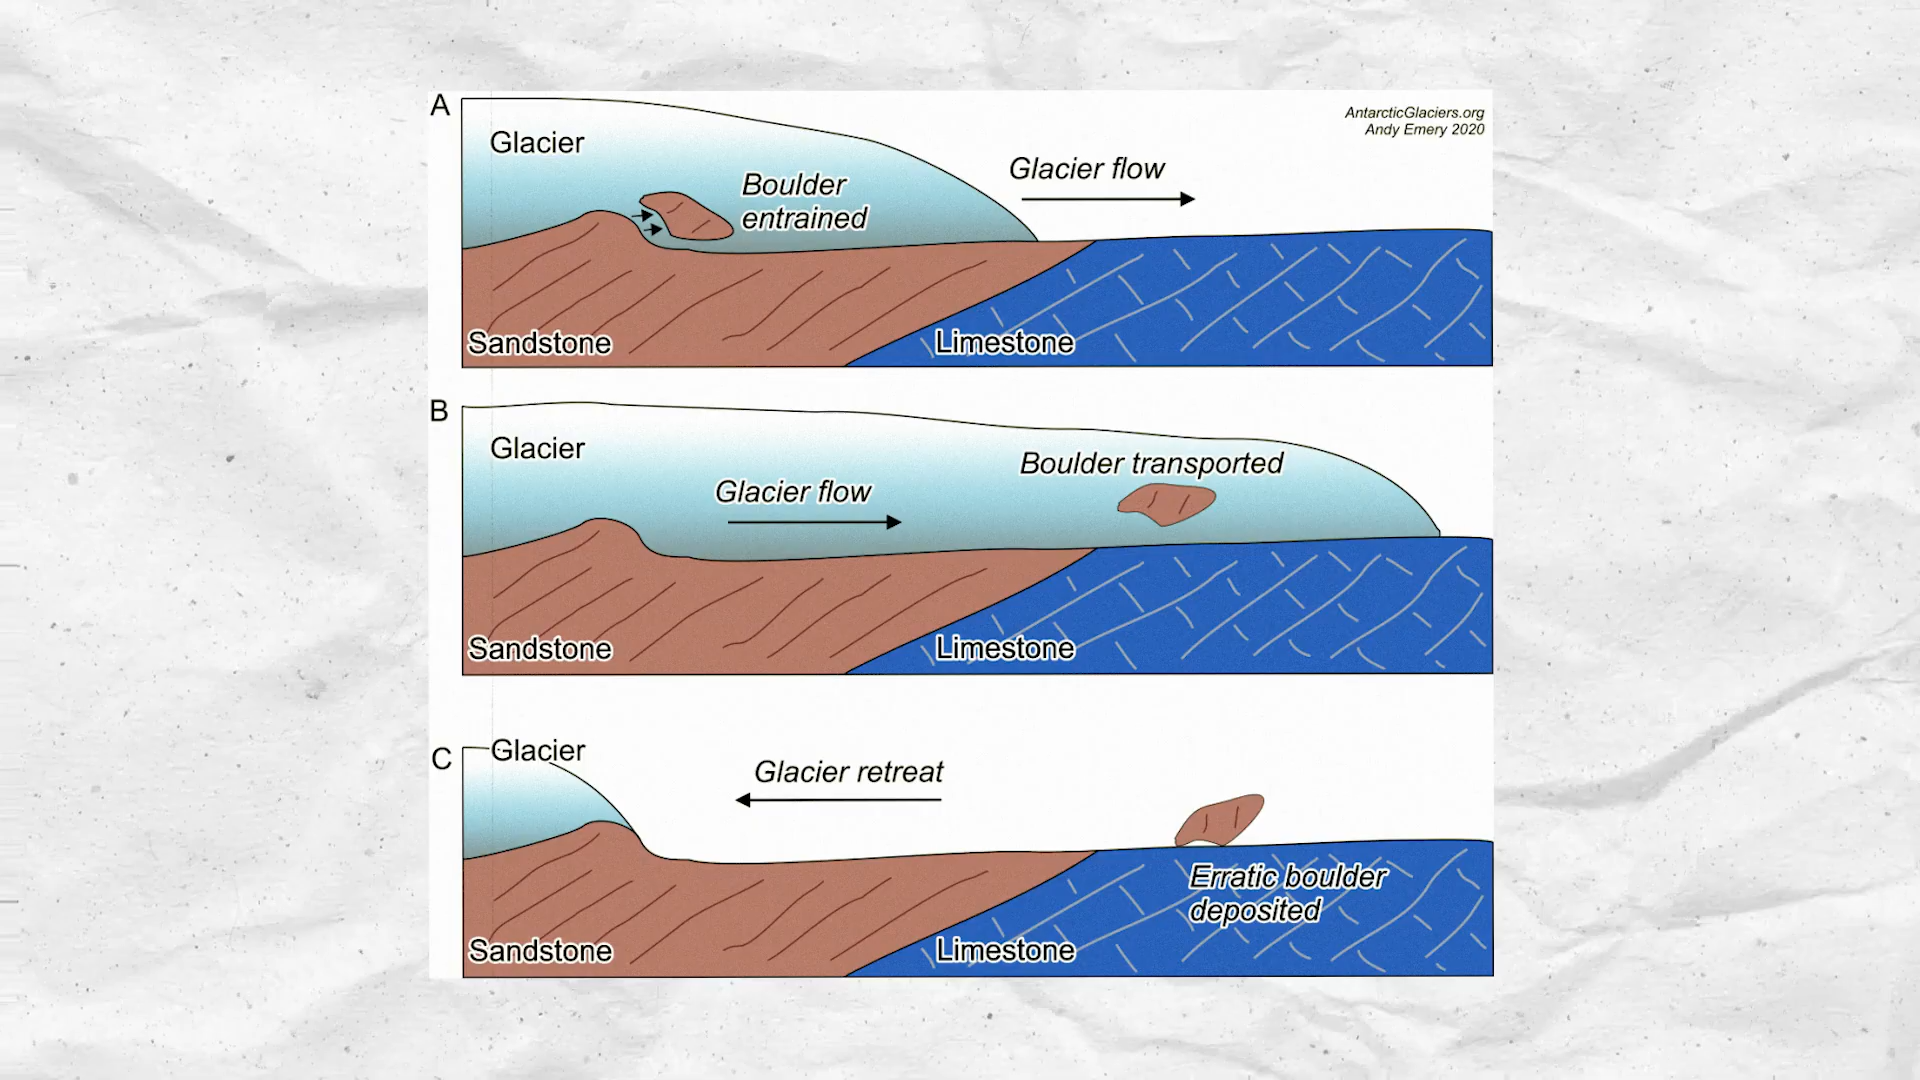 A
AntarcticGlaciers.org
Andy Emery 2020
Glacier
Glacier flow
Boulder
entrained
Sandstone
Limestone
B
Glacier
Boulder transported
Glacier flow
Sandstone
Limestone
C
Glacier
Glacier retreat
Erratic boulder
deposited
Sandstone
Limestone